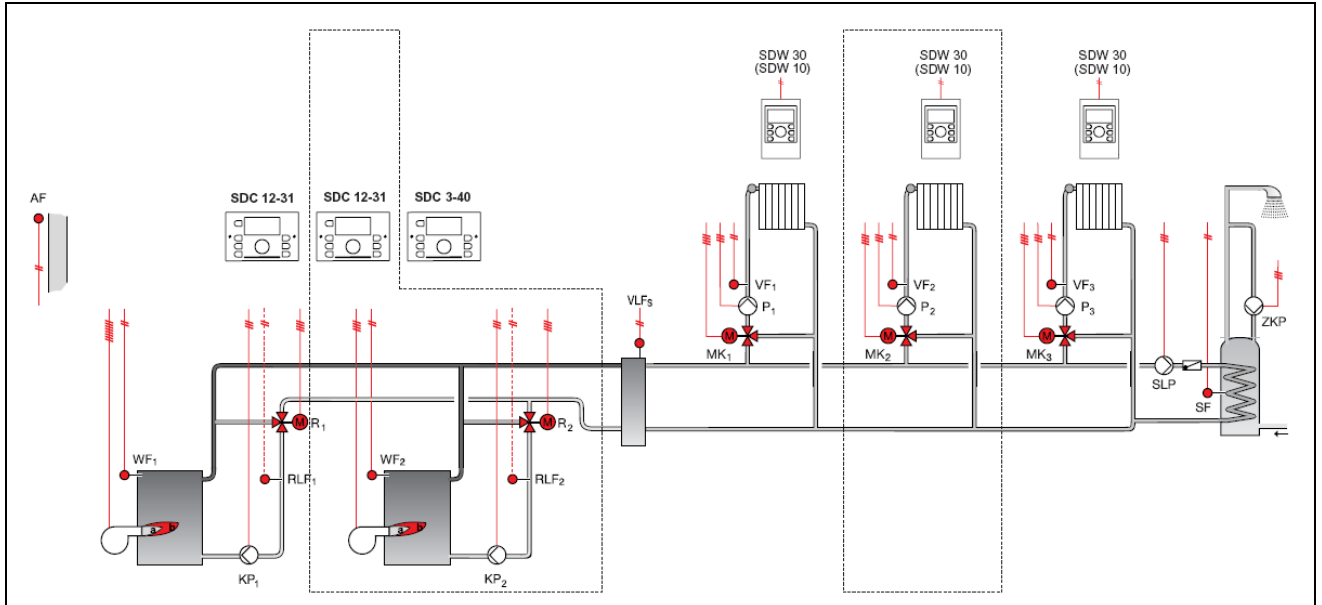 SDW 30
(SDW 10)
SDW 30
(SDW 10)
SDW 30
(SDW 10)
AF
SDC 12-31
SDC 12-31
SDC 3-40
VF1
VF2
VF3
VLFS
P1
P2
P3
ZKP
M
M
M
MK1
MK2
MK3
SLP
SF
M
R1
M
R2
WF1
RLF1
WF2
RLF2
a
b
a
b
KP1
KP2